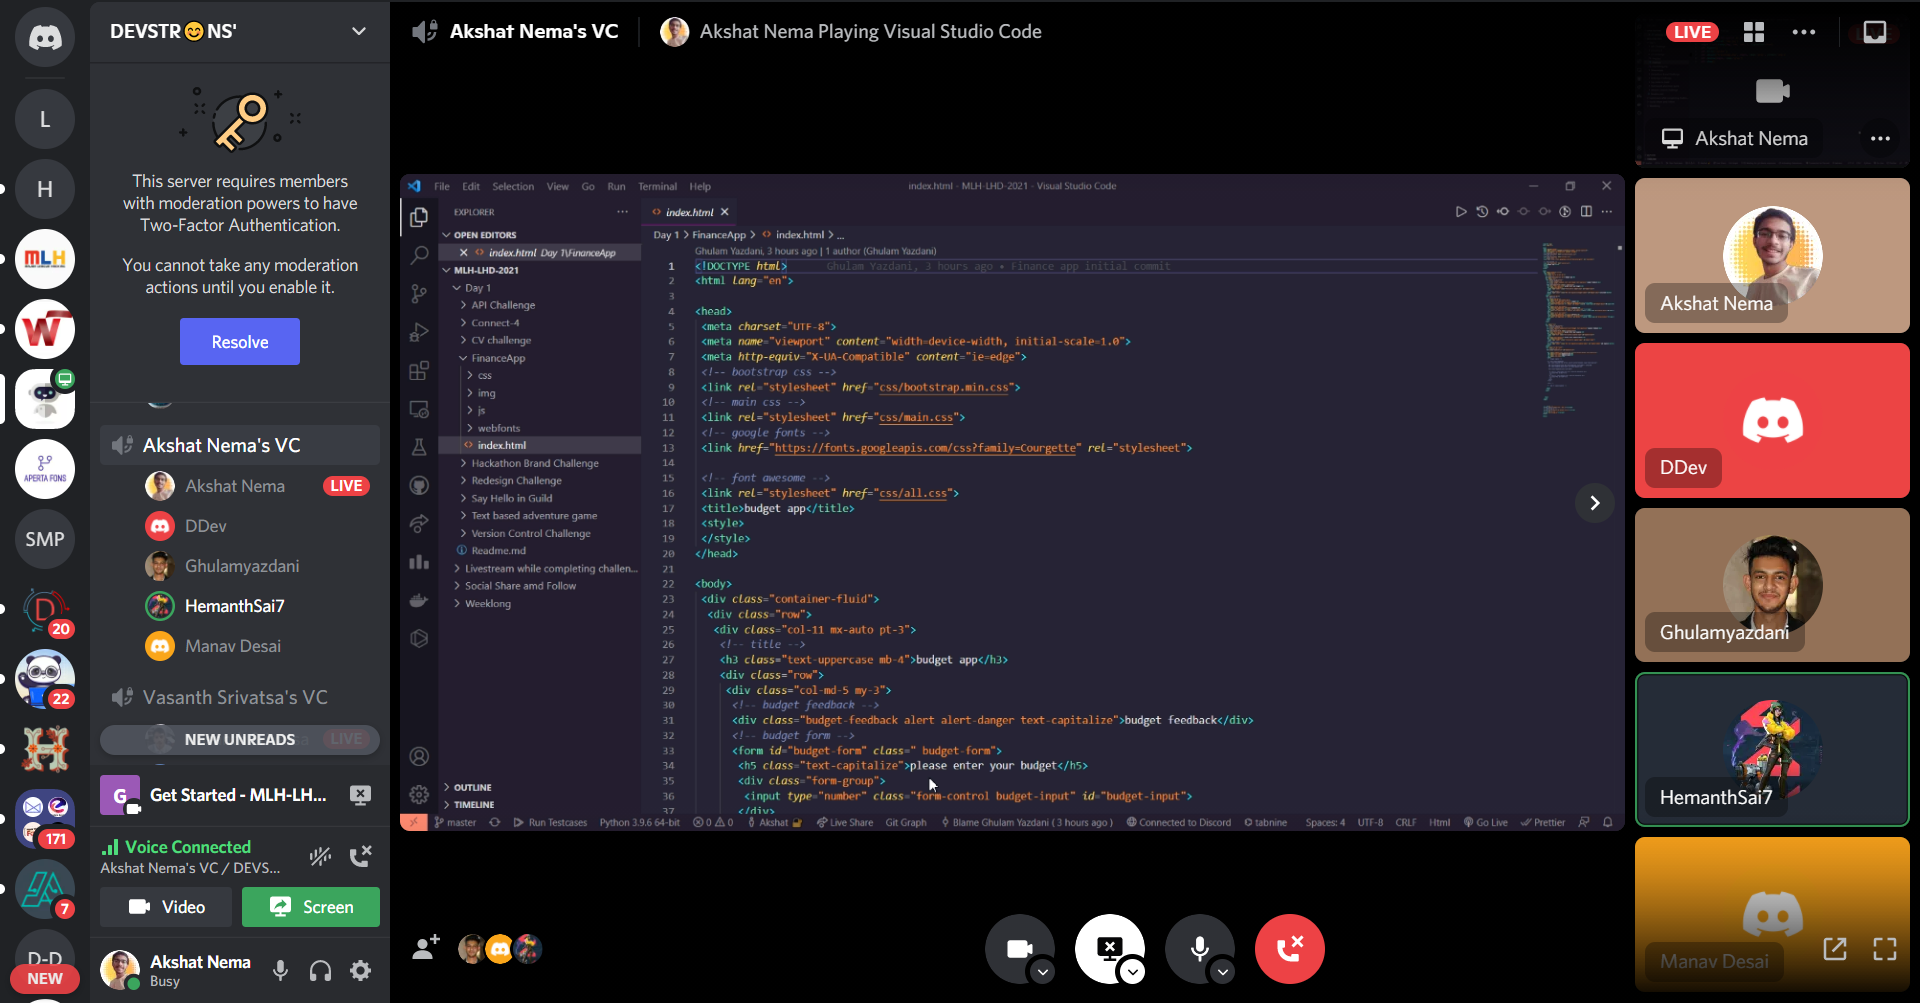 DEVSTR😊NS'
Akshat Nema's VC
Akshat Nema Playing Visual Studio Code
LIVE
This server requires members
with moderation powers to have
Two-Factor Authentication.
You cannot take any moderation
actions until you enable it.
Resolve
L
H
MLH
W
APERTA FONS
SMP
D
20
22
H
171
7
D-D
NEW
Akshat Nema's VC
Akshat Nema
LIVE
DDev
Ghulamyazdani
HemanthSai7
Manav Desai
Vasanth Srivatsa's VC
NEW UNREADS
LIVE
G
Get Started - MLH-LH...
Voice Connected
Akshat Nema's VC / DEVS...
Video
Screen
Akshat Nema
Busy
File Edit Selection View Go Run Terminal Help
index.html - MLH-LHD-2021 - Visual Studio Code
EXPLORER
OPEN EDITORS
index.html Day 1\FinanceApp
MLH-LHD-2021
Day 1
API Challenge
Connect-4
CV challenge
FinanceApp
css
img
js
webfonts
index.html
Hackathon Brand Challenge
Redesign Challenge
Say Hello in Guild
Text based adventure game
Version Control Challenge
Readme.md
Livestream while completing challen...
Social Share amd Follow
Weeklong
OUTLINE
TIMELINE
index.html
Day 1 > FinanceApp > index.html > ...
Ghulam Yazdani, 3 hours ago | 1 author (Ghulam Yazdani)
1 <!DOCTYPE html> Ghulam Yazdani, 3 hours ago • Finance app initial commit
2 <html lang="en">
3
4 <head>
5 <meta charset="UTF-8">
6 <meta name="viewport" content="width=device-width, initial-scale=1.0">
7 <meta http-equiv="X-UA-Compatible" content="ie=edge">
8 <!-- bootstrap css -->
9 <link rel="stylesheet" href="css/bootstrap.min.css">
10 <!-- main css -->
11 <link rel="stylesheet" href="css/main.css">
12 <!-- google fonts -->
13 <link href="https://fonts.googleapis.com/css?family=Courgette" rel="stylesheet">
14
15 <!-- font awesome -->
16 <link rel="stylesheet" href="css/all.css">
17 <title>budget app</title>
18 <style>
19 </style>
20 </head>
21
22 <body>
23 <div class="container-fluid">
24 <div class="row">
25 <div class="col-11 mx-auto pt-3">
26 <!-- title -->
27 <h3 class="text-uppercase mb-4">budget app</h3>
28 <div class="row">
29 <div class="col-md-5 my-3">
30 <!-- budget feedback -->
31 <div class="budget-feedback alert alert-danger text-capitalize">budget feedback</div>
32 <!-- budget form -->
33 <form id="budget-form" class=" budget-form">
34 <h5 class="text-capitalize">please enter your budget</h5>
35 <div class="form-group">
36 <input type="number" class="form-control budget-input" id="budget-input">
37 </div>
master Run Testcases Python 3.9.6 64-bit 0 0 Akshat Live Share Git Graph Blame Ghulam Yazdani ( 3 hours ago ) Connected to Discord tabnine Spaces: 4 UTF-8 CRLF Html Go Live Prettier
LIVE
Akshat Nema
Akshat Nema
DDev
Ghulamyazdani
HemanthSai7
Manav Desai